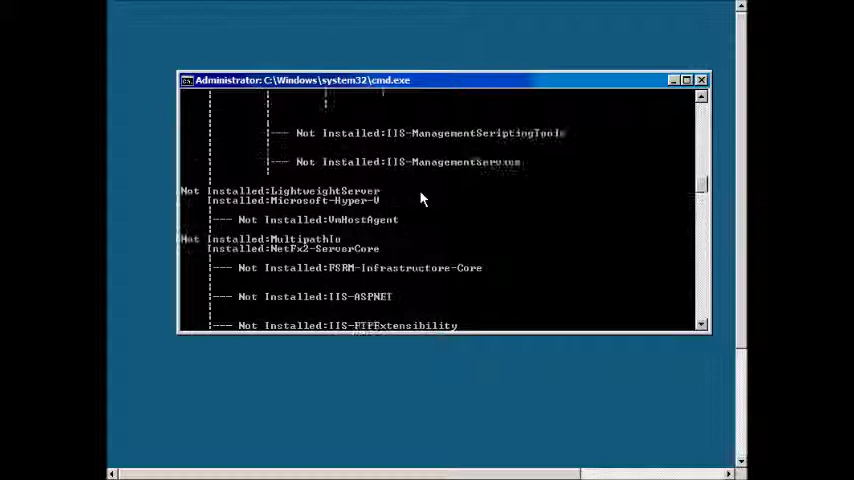 Administrator: C:\Windows\system32\cmd.exe
|--- Not Installed:IIS-ManagementScriptingTools
|--- Not Installed:IIS-ManagementService
Not Installed:LightweightServer
Installed:Microsoft-Hyper-V
|--- Not Installed:VmHostAgent
Not Installed:MultipathIo
Installed:NetFx2-ServerCore
|--- Not Installed:FSRM-Infrastructure-Core
|--- Not Installed:IIS-ASPNET
|--- Not Installed:IIS-FTPExtensibility